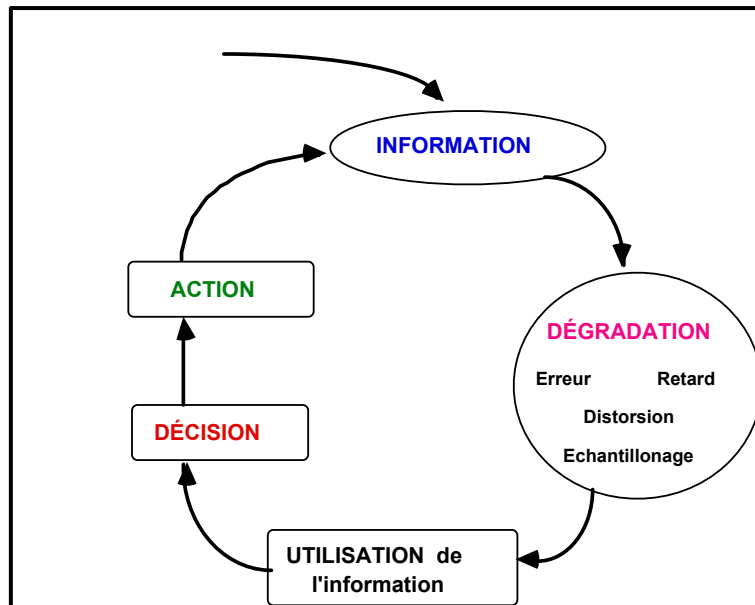 INFORMATION
ACTION
DÉGRADATION
Erreur Retard
Distorsion
Echantillonage
DÉCISION
UTILISATION de
l'information